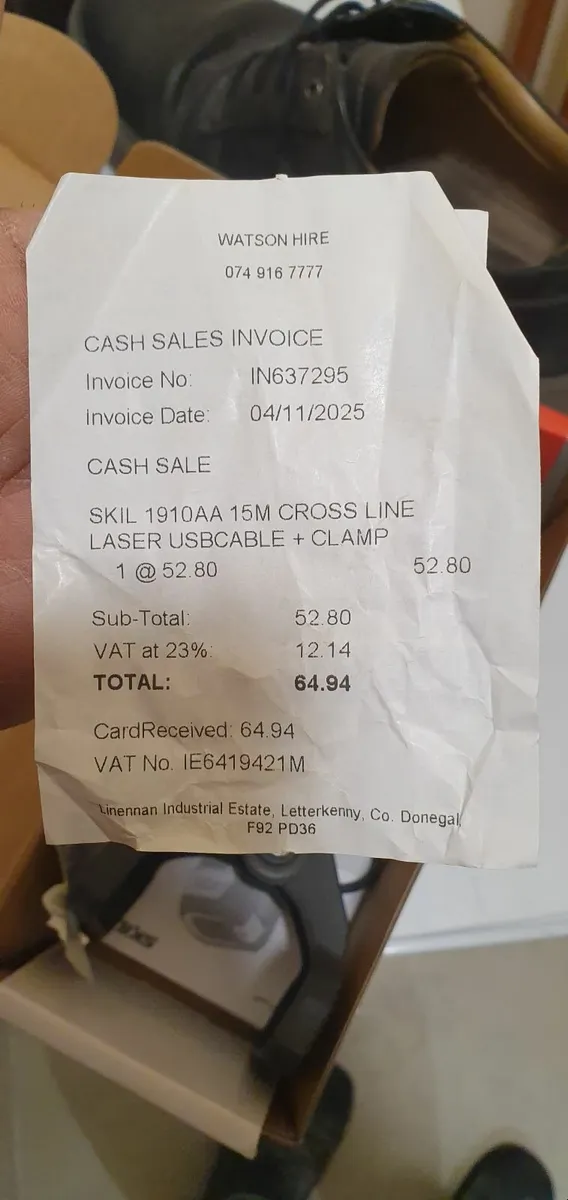 WATSON HIRE
074 916 7777
CASH SALES INVOICE
Invoice No: IN637295
Invoice Date: 04/11/2025
CASH SALE
SKIL 1910AA 15M CROSS LINE
LASER USBCABLE + CLAMP
1 @ 52.80 52.80
Sub-Total: 52.80
VAT at 23%: 12.14
TOTAL: 64.94
CardReceived: 64.94
VAT No. IE6419421M
Linennan Industrial Estate, Letterkenny, Co. Donegal
F92 PD36